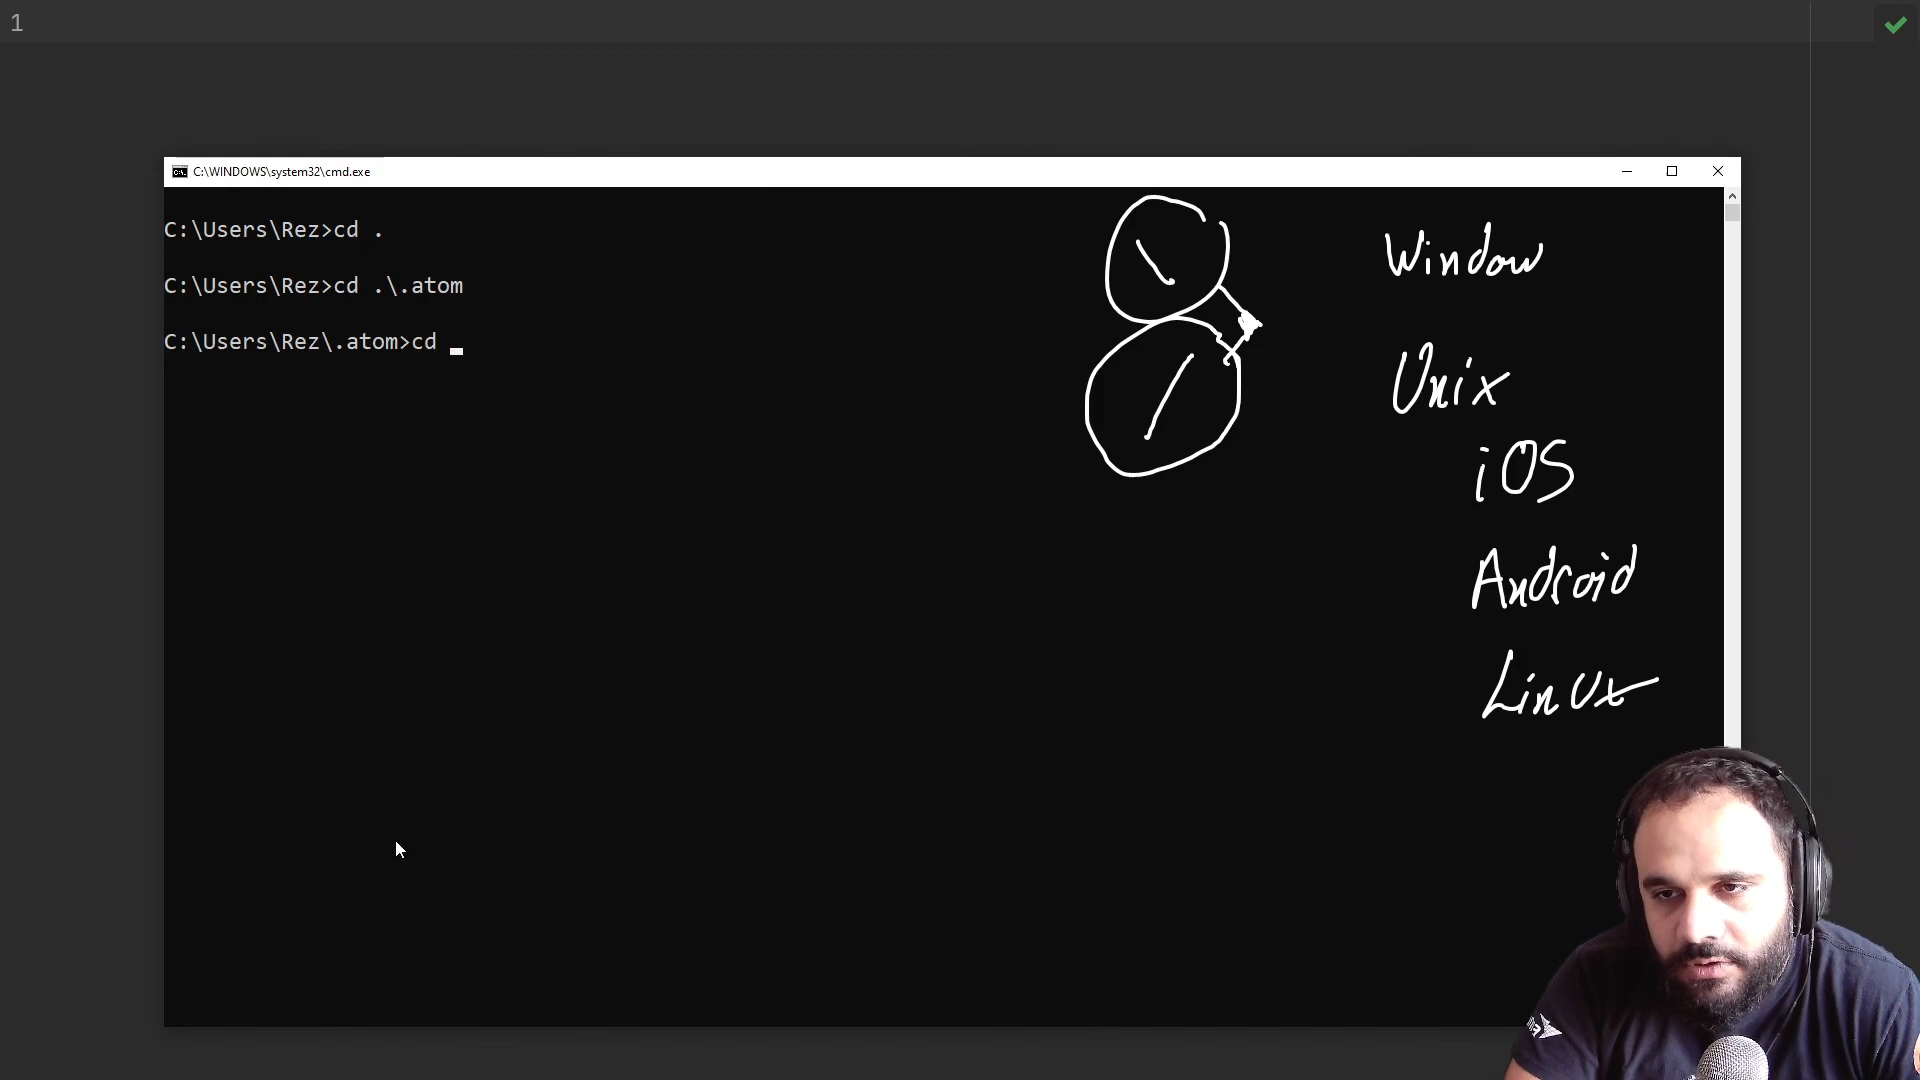 1
C:\WINDOWS\system32\cmd.exe
C:\Users\Rez>cd .
C:\Users\Rez>cd .\.atom
C:\Users\Rez\.atom>cd
\
/
Window
Unix
iOS
Android
Linux